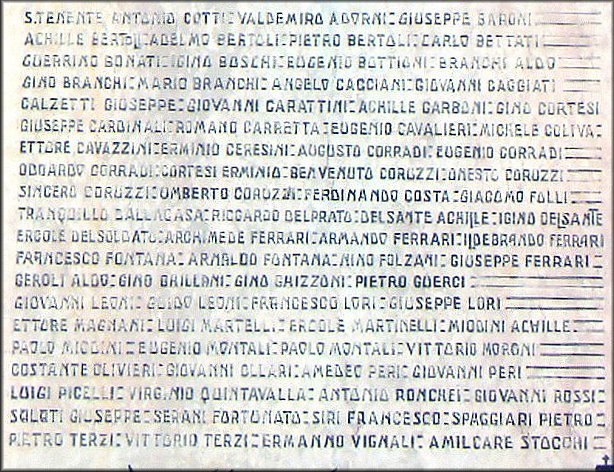 S.TENENTE ANTONIO COTTI=VALDEMIRO ADORNI=GIUSEPPE BARONI
ACHILLE BERTOLI=ADELMO BERTOLI=PIETRO BERTOLI=CARLO BETTATI
GUERRINO BONATI=IGINO BOSCHI=EUGENIO BOTTIONI=BRANCHI ALDO
GINO BRANCHI=MARIO BRANCHI=ANGELO CACCIANI=GIOVANNI CAGGIATI
CALZETTI GIUSEPPE=GIOVANNI CARATTINI=ACHILLE CARBONI=GINO CORTESI
GIUSEPPE CARDINALI=ROMANO CARRETTA=EUGENIO CAVALIERI=MICHELE COLIVA=
ETTORE CAVAZZINI=ERMINIO CERESINI=AUGUSTO CORRADI=EUGENIO CORRADI
ODOARDO CORRADI=CORTESI ERMINIO=BENVENUTO CORUZZI=ONESTO CORUZZI
SINCERO CORUZZI=UMBERTO CORUZZI=FERDINANDO COSTA=GIACOMO FOLLI=
TRANQUILLO DALLACASA=RICCARDO DELPRATO=DELSANTE ACHILLE=IGINO DELSANTE
ERCOLE DELSOLDATO=ARCHIMEDE FERRARI=ARMANDO FERRARI=ILDEBRANDO FERRARI
FRANCESCO FONTANA=ARNALDO FONTANA=NINO FOLZANI=GIUSEPPE FERRARI=
GEROLI ALDO=GINO GHILLANI=GINO GHIZZONI=PIETRO GUERCI
GIOVANNI LEONI=GUIDO LEONI=FRANCESCO LORI=GIUSEPPE LORI
ETTORE MAGNANI=LUIGI MARTELLI=ERCOLE MARTINELLI=MIODINI ACHILLE=
PAOLO MIODINI=EUGENIO MONTALI=PAOLO MONTALI=VITTORIO MORONI
COSTANTE OLIVIERI=GIOVANNI OLLARI=AMEDEO PERI=GIOVANNI PERI
LUIGI PICELLI=VIRGINIO QUINTAVALLA=ANTONIO RONCHEI=GIOVANNI ROSSI=
SALATI GIUSEPPE=SERANI FORTUNATO=SIRI FRANCESCO=SPAGGIARI PIETRO=
PIETRO TERZI=VITTORIO TERZI=ERMANNO VIGNALI=AMILCARE STOCCHI=